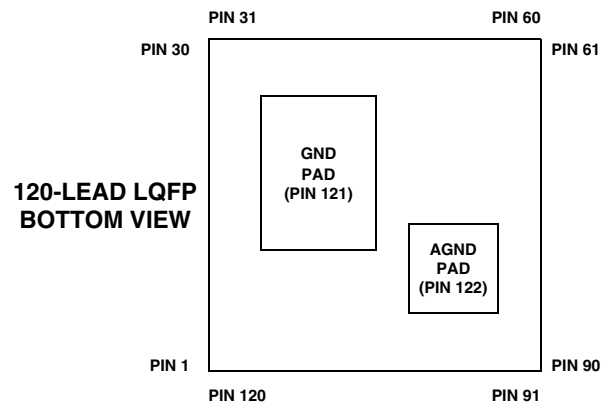 PIN 31
PIN 60
PIN 30
PIN 61
GND
PAD
(PIN 121)
120-LEAD LQFP
BOTTOM VIEW
AGND
PAD
(PIN 122)
PIN 1
PIN 90
PIN 120
PIN 91